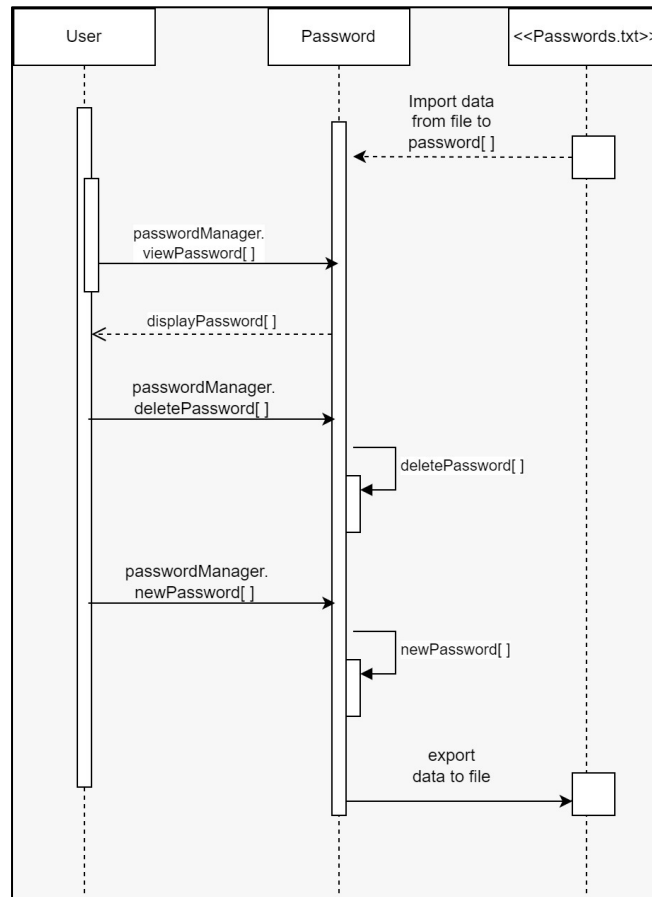 User
Password
<<Passwords.txt>>
Import data
from file to
password[ ]
passwordManager.
viewPassword[ ]
displayPassword[ ]
passwordManager.
deletePassword[ ]
deletePassword[ ]
passwordManager.
newPassword[ ]
newPassword[ ]
export
data to file